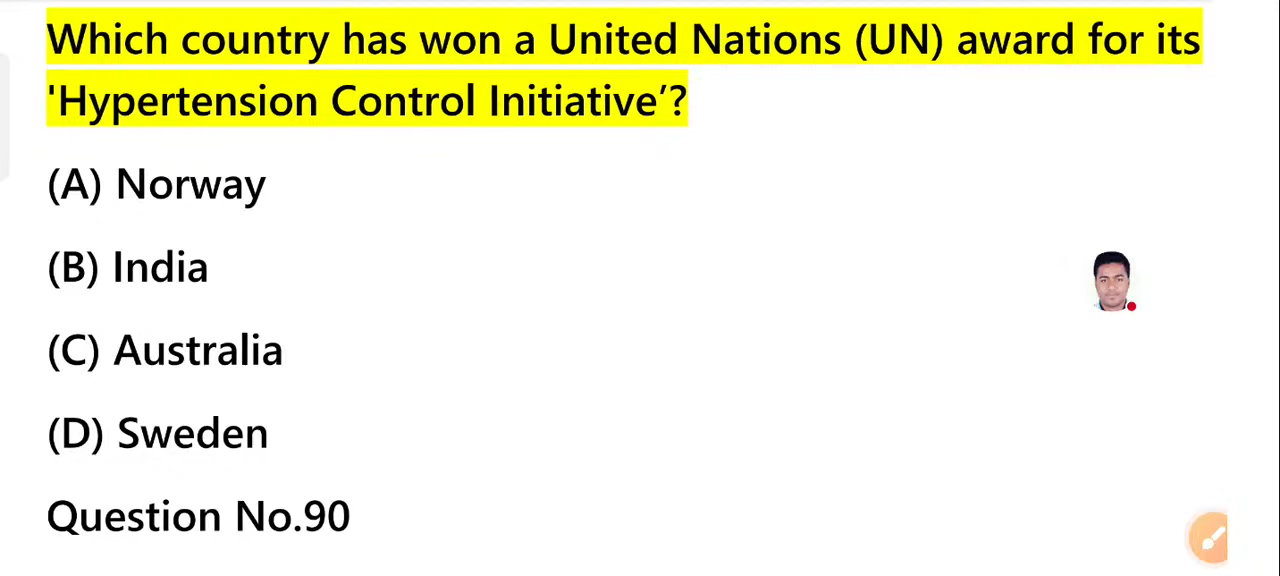 Which country has won a United Nations (UN) award for its
'Hypertension Control Initiative’?
(A) Norway
(B) India
(C) Australia
(D) Sweden
Question No.90